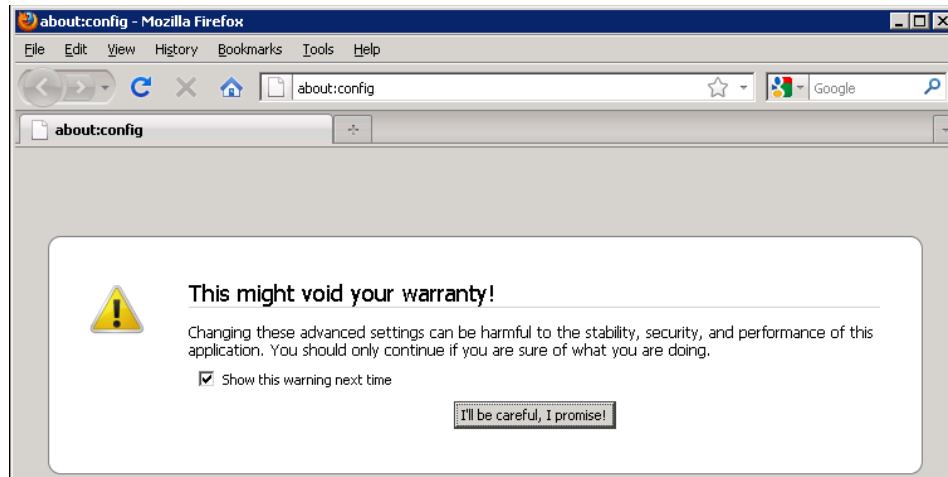 about:config - Mozilla Firefox
File Edit View History Bookmarks Tools Help
about:config Google
about:config
This might void your warranty!
Changing these advanced settings can be harmful to the stability, security, and performance of this
application. You should only continue if you are sure of what you are doing.
Show this warning next time
I'll be careful, I promise!